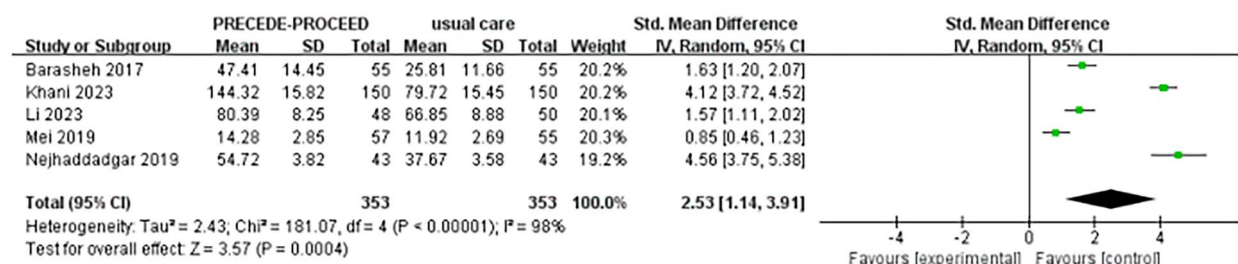 PRECEDE-PROCEED usual care Std. Mean Difference Std. Mean Difference
Study or Subgroup Mean SD Total Mean SD Total Weight IV, Random, 95% CI IV, Random, 95% CI
Barasheh 2017 47.41 14.45 55 25.81 11.66 55 20.2% 1.63 [1.20, 2.07]
Khani 2023 144.32 15.82 150 79.72 15.45 150 20.2% 4.12 [3.72, 4.52]
Li 2023 80.39 8.25 48 66.85 8.88 50 20.1% 1.57 [1.11, 2.02]
Mei 2019 14.28 2.85 57 11.92 2.69 55 20.3% 0.85 [0.46, 1.23]
Nejhaddadgar 2019 54.72 3.82 43 37.67 3.58 43 19.2% 4.56 [3.75, 5.38]
Total (95% CI) 353 353 100.0% 2.53 [1.14, 3.91]
Heterogeneity: Tau² = 2.43; Chi² = 181.07, df = 4 (P < 0.00001); I² = 98%
Test for overall effect: Z = 3.57 (P = 0.0004)
-4 -2 0 2 4
Favours [experimental] Favours [control]